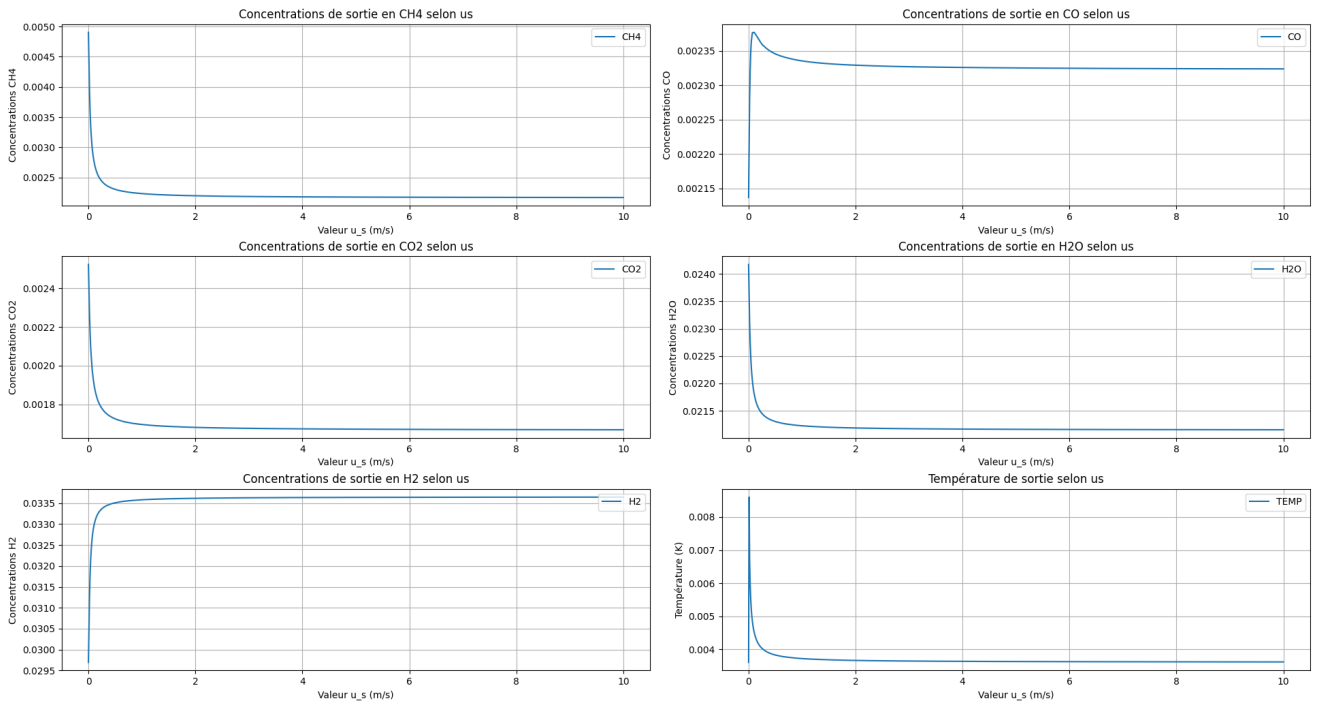 Concentrations de sortie en CH4 selon us
Concentrations CH4
0.0050
0.0045
0.0040
0.0035
0.0030
0.0025
CH4
0 2 4 6 8 10
Valeur u_s (m/s)
Concentrations de sortie en CO selon us
Concentrations CO
0.00235
0.00230
0.00225
0.00220
0.00215
CO
0 2 4 6 8 10
Valeur u_s (m/s)
Concentrations de sortie en CO2 selon us
Concentrations CO2
0.0024
0.0022
0.0020
0.0018
CO2
0 2 4 6 8 10
Valeur u_s (m/s)
Concentrations de sortie en H2O selon us
Concentrations H2O
0.0240
0.0235
0.0230
0.0225
0.0220
0.0215
H2O
0 2 4 6 8 10
Valeur u_s (m/s)
Concentrations de sortie en H2 selon us
Concentrations H2
0.0335
0.0330
0.0325
0.0320
0.0315
0.0310
0.0305
0.0300
0.0295
H2
0 2 4 6 8 10
Valeur u_s (m/s)
Température de sortie selon us
Température (K)
0.008
0.007
0.006
0.005
0.004
TEMP
0 2 4 6 8 10
Valeur u_s (m/s)